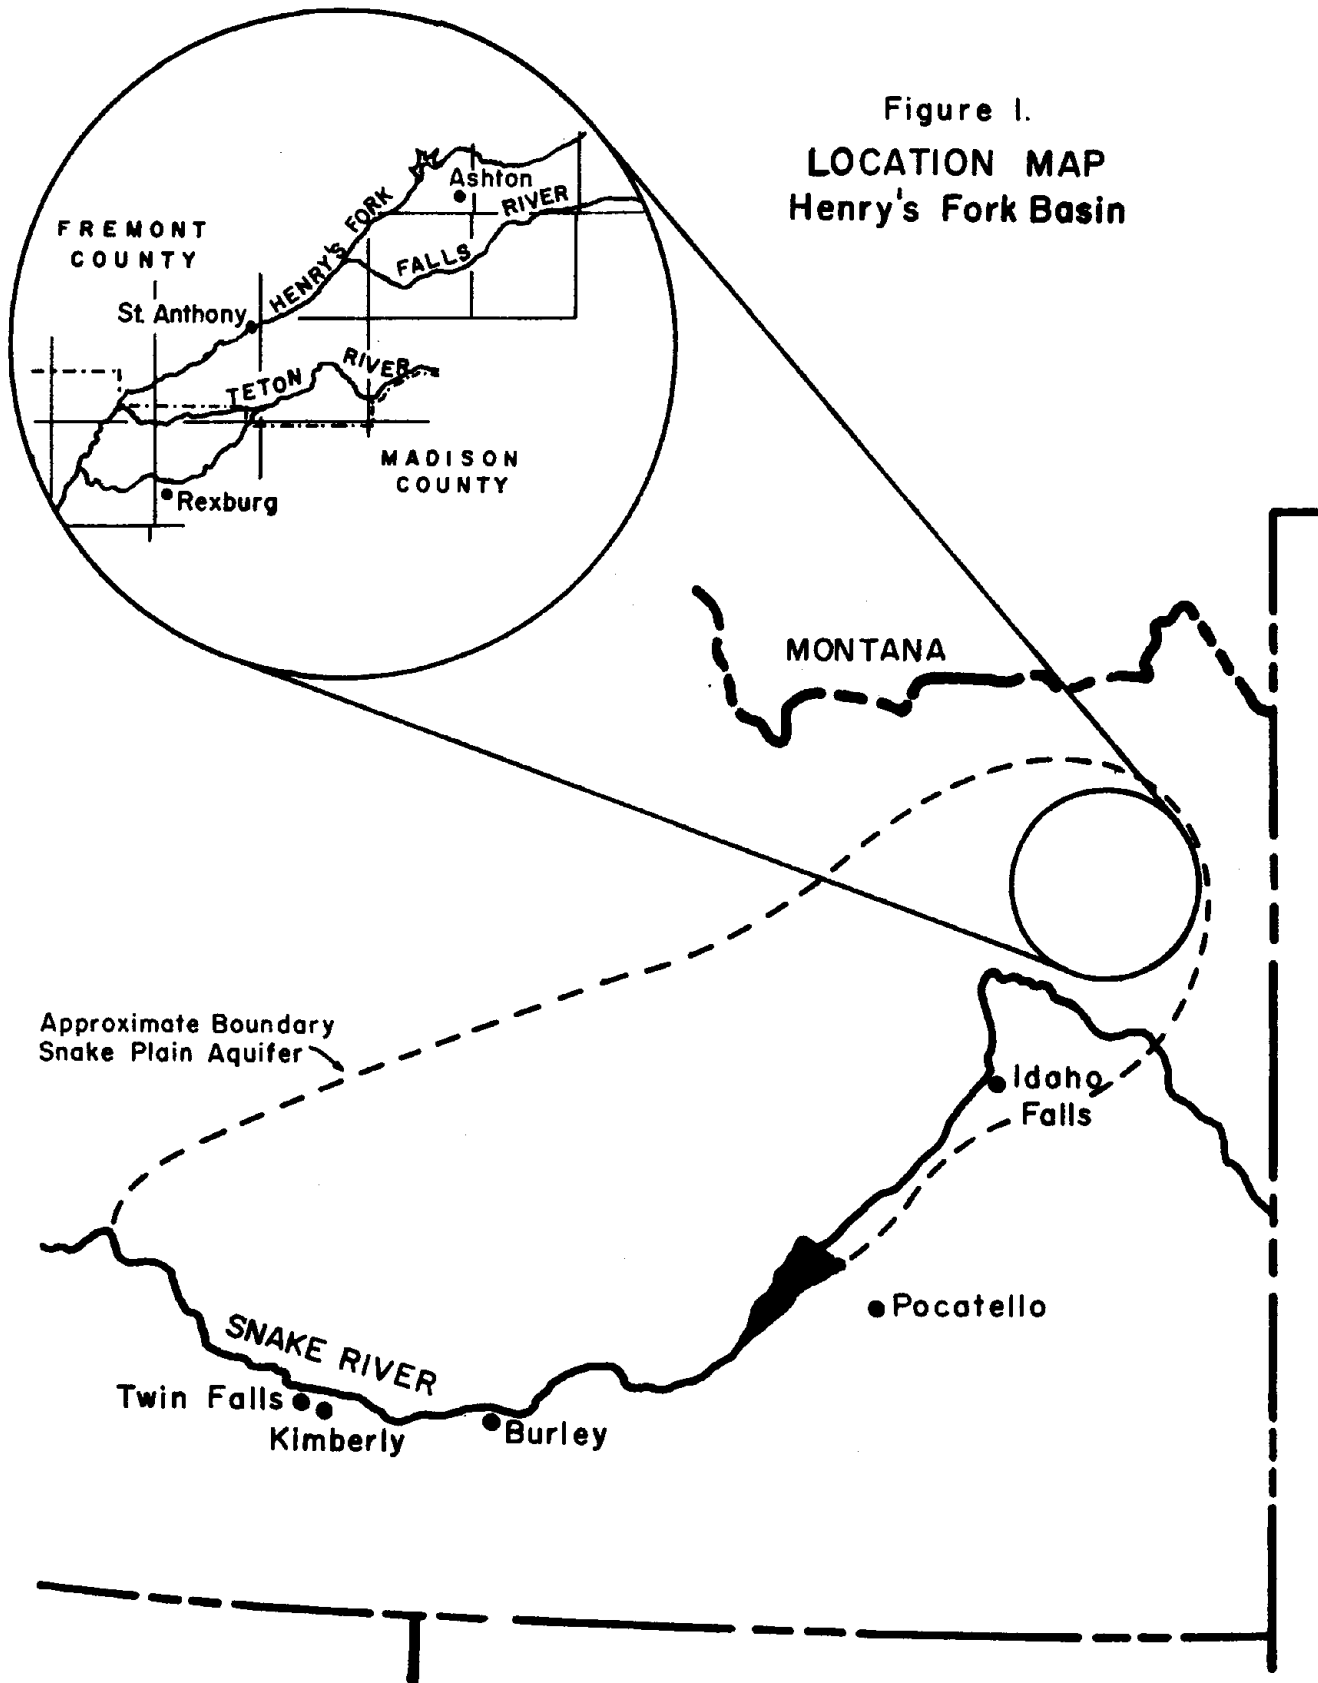 Figure 1.
LOCATION MAP
Henry's Fork Basin
Ashton
HENRY'S FORK
FALLS RIVER
FREMONT
COUNTY
St. Anthony
TETON RIVER
MADISON
COUNTY
Rexburg
MONTANA
Approximate Boundary
Snake Plain Aquifer
Idaho
Falls
Pocatello
SNAKE RIVER
Twin Falls
Kimberly
Burley